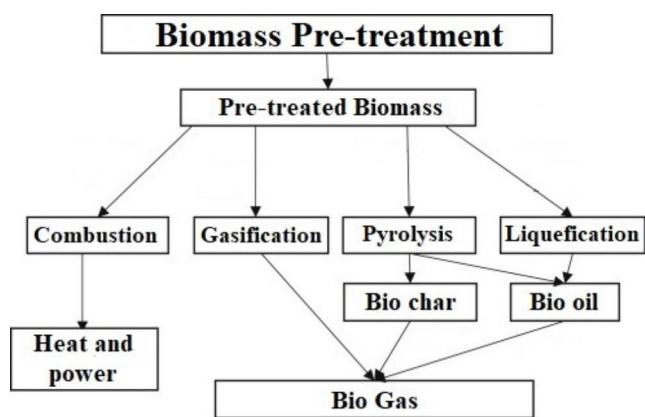 Biomass Pre-treatment
Pre-treated Biomass
Combustion
Gasification
Pyrolysis
Liquefication
Bio char
Bio oil
Heat and
power
Bio Gas